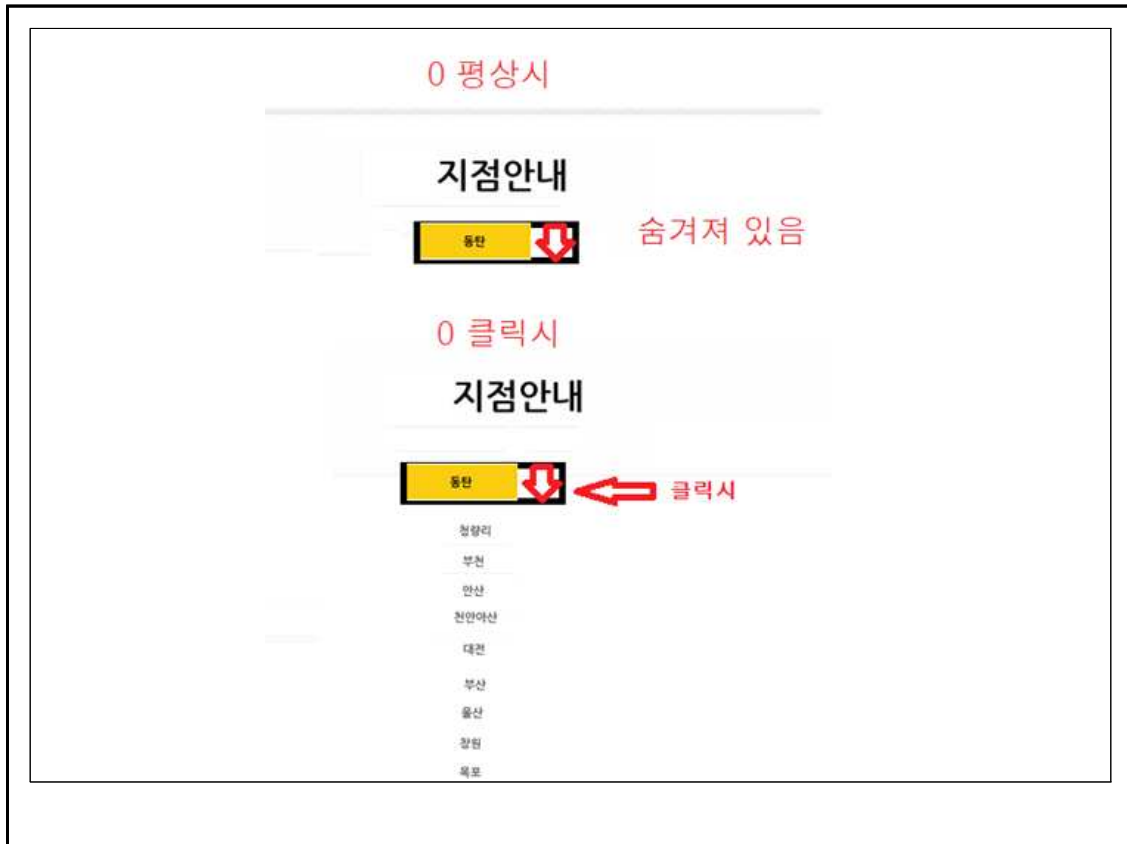 0 평상시
지점안내
동탄
숨겨져 있음
0 클릭시
지점안내
동탄
클릭시
청량리
부천
안산
천안아산
대전
부산
울산
창원
목포